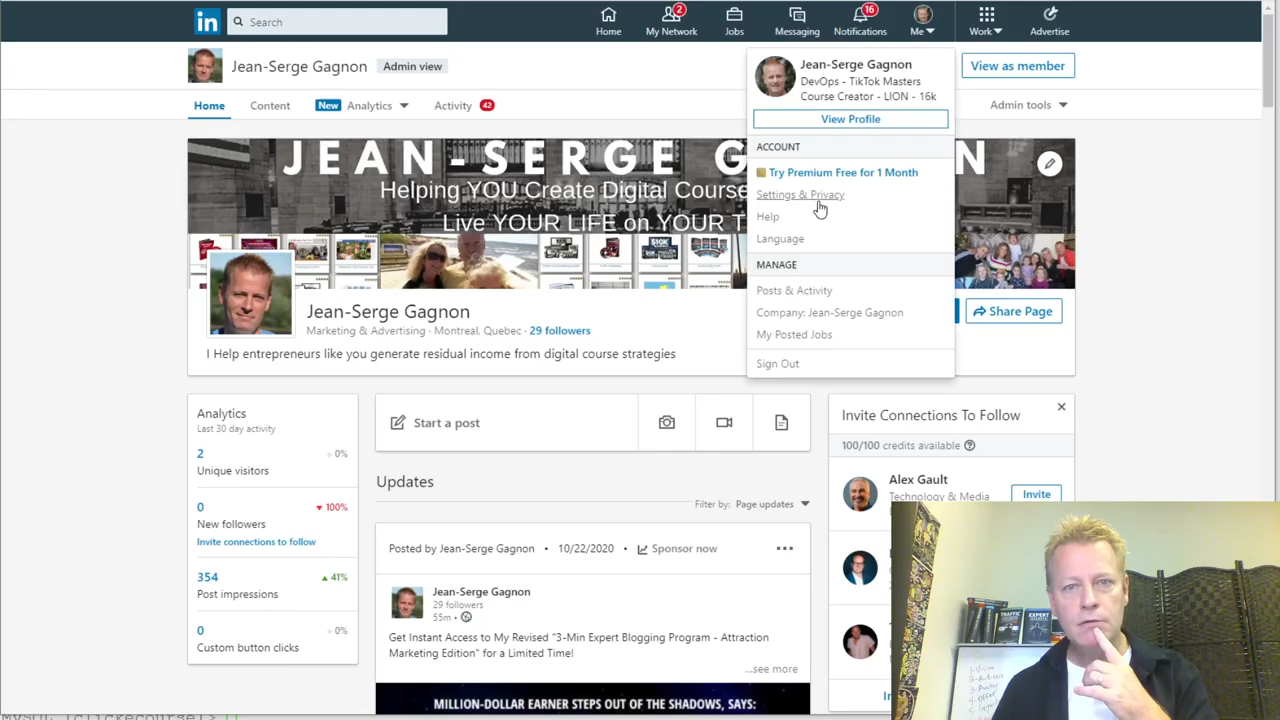 in
Search
2
16
Home
My Network
Jobs
Messaging
Notifications
Me
Work
Advertise
Jean-Serge Gagnon
Admin view
View as member
Home
Content
New Analytics
Activity 42
Admin tools
Jean-Serge Gagnon
DevOps - TikTok Masters
Course Creator - LION - 16k
View Profile
ACCOUNT
Try Premium Free for 1 Month
Settings & Privacy
Help
Language
MANAGE
Posts & Activity
Company: Jean-Serge Gagnon
My Posted Jobs
Sign Out
JEAN-SERGE G N
Helping YOU Create Digital Course
Live YOUR LIFE on YOUR T
Jean-Serge Gagnon
Marketing & Advertising · Montreal, Quebec · 29 followers
I Help entrepreneurs like you generate residual income from digital course strategies
Share Page
Analytics
Last 30 day activity
2
0%
Unique visitors
0
100%
New followers
Invite connections to follow
354
41%
Post impressions
0
0%
Custom button clicks
Start a post
Updates
Filter by: Page updates
Posted by Jean-Serge Gagnon • 10/22/2020 • Sponsor now
Jean-Serge Gagnon
29 followers
55m •
Get Instant Access to My Revised "3-Min Expert Blogging Program - Attraction
Marketing Edition" for a Limited Time!
...see more
MILLION-DOLLAR EARNER STEPS OUT OF THE SHADOWS, SAYS:
Invite Connections To Follow
100/100 credits available
Alex Gault
Technology & Media
Invite
TRAFFIC
EXPERT